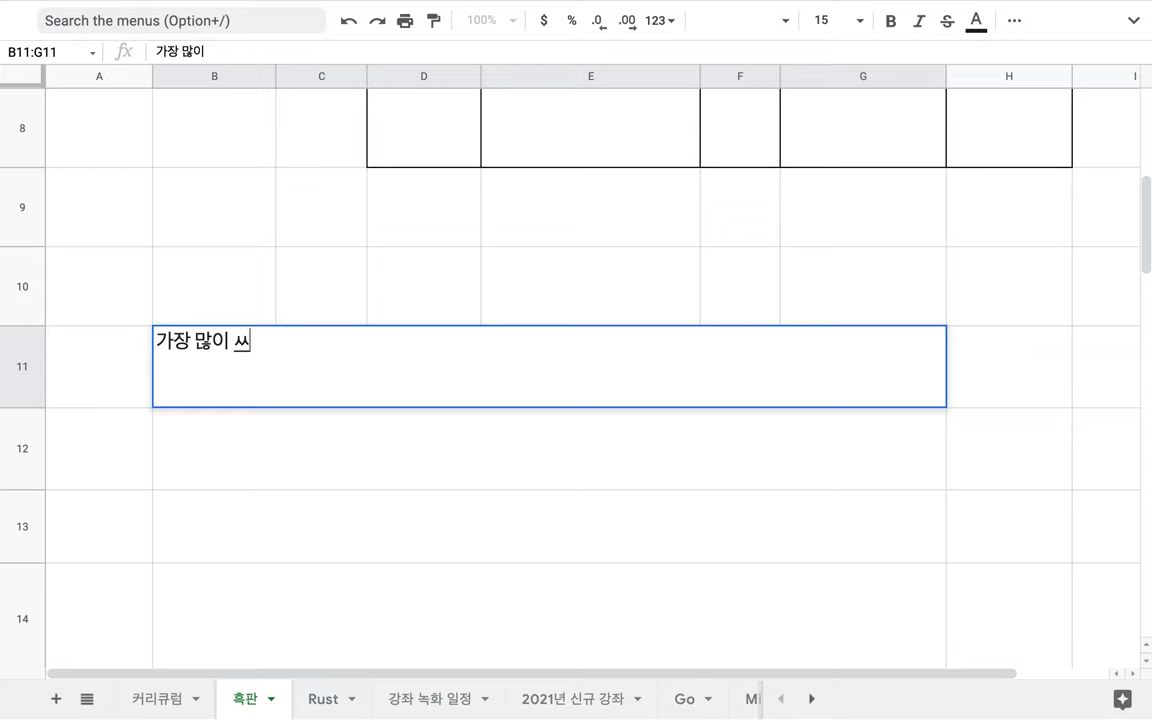 Search the menus (Option+/)
100%
$ % .0 .00 123
15 B I S A
B11:G11 fx 가장 많이
A B C D E F G H I
8
9
10
11 가장 많이 ㅆ
12
13
14
커리큐럼 흑판 Rust 강좌 녹화 일정 2021년 신규 강좌 Go